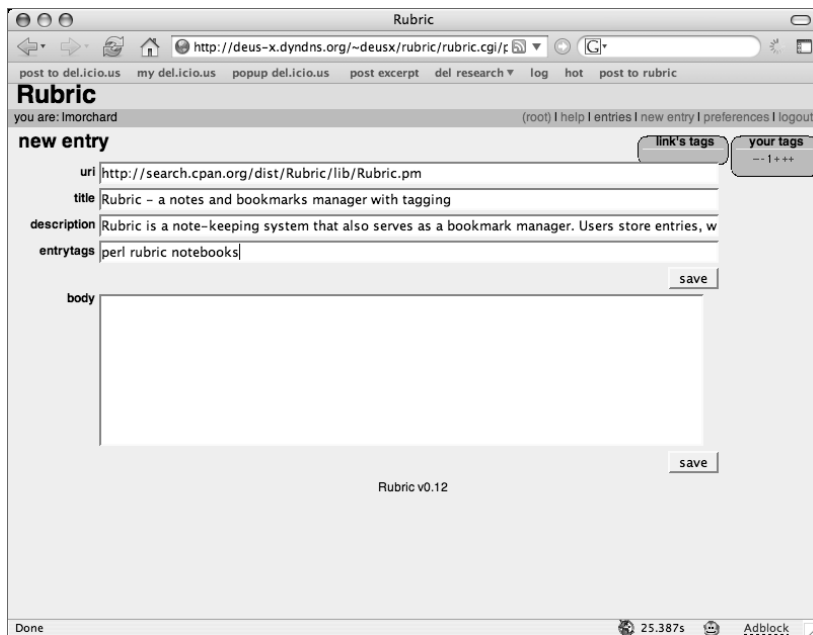 Rubric
http://deus-x.dyndns.org/~deusx/rubric/rubric.cgi/p
G
post to del.icio.us my del.icio.us popup del.icio.us post excerpt del research ▾ log hot post to rubric
Rubric
you are: lmorchard (root) | help | entries | new entry | preferences | logout
new entry
link's tags your tags
-- - 1 + ++
uri http://search.cpan.org/dist/Rubric/lib/Rubric.pm
title Rubric - a notes and bookmarks manager with tagging
description Rubric is a note-keeping system that also serves as a bookmark manager. Users store entries, w
entrytags perl rubric notebooks
save
body
save
Rubric v0.12
Done 25.387s Adblock